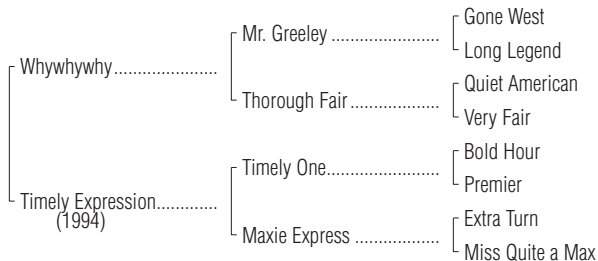 Gone West
Mr. Greeley ........................
Long Legend
Whywhywhy.......................
Quiet American
Thorough Fair....................
Very Fair
Bold Hour
Timely One.........................
Premier
Timely Expression.............
(1994)
Extra Turn
Maxie Express ...................
Miss Quite a Max